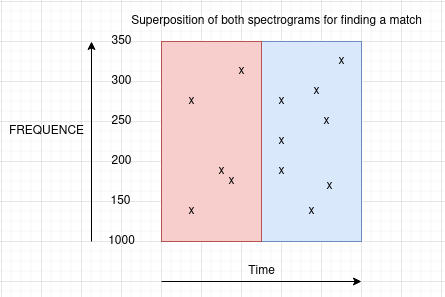 Superposition of both spectrograms for finding a match
350
300
250
200
150
1000
FREQUENCE
x
x
x
x
x
x
x
x
x
x
x
x
x
x
Time